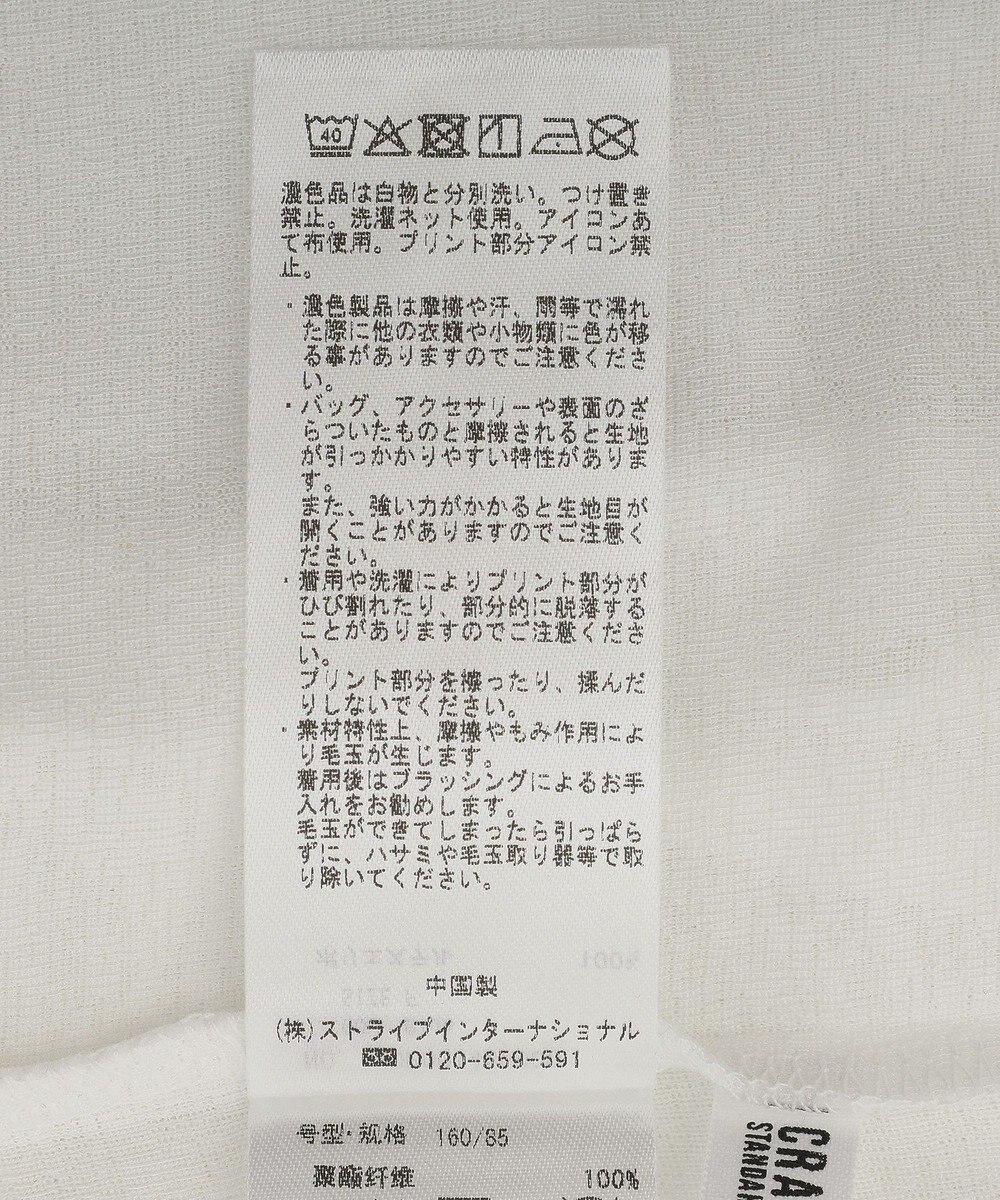 40
濃色品は白物と分別洗い。つけ置き
禁止。洗濯ネット使用。アイロンあ
て布使用。プリント部分アイロン禁
止。
・濃色製品は摩擦や汗、雨等で濡れ
た際に他の衣類や小物類に色が移
る事がありますのでご注意くださ
い。
・バッグ、アクセサリーや表面のざ
らついたものと摩擦されると生地
が引っかかりやすい特性がありま
す。
また、強い力がかかると生地目が
開くことがありますのでご注意く
ださい。
・着用や洗濯によりプリント部分が
ひび割れたり、部分的に脱落する
ことがありますのでご注意くださ
い。
プリント部分を擦ったり、揉んだ
りしないでください。
・素材特性上、摩擦やもみ作用によ
り毛玉が生じます。
着用後はブラッシングによるお手
入れをお勧めします。
毛玉ができてしまったら引っぱら
ずに、ハサミや毛玉取り器等で取
り除いてください。
ポリエステル 100%
中国製
(株)ストライプインターナショナル
0120-659-591
号型・规格 160/85
聚酯纤维 100%
CRA
STANDA